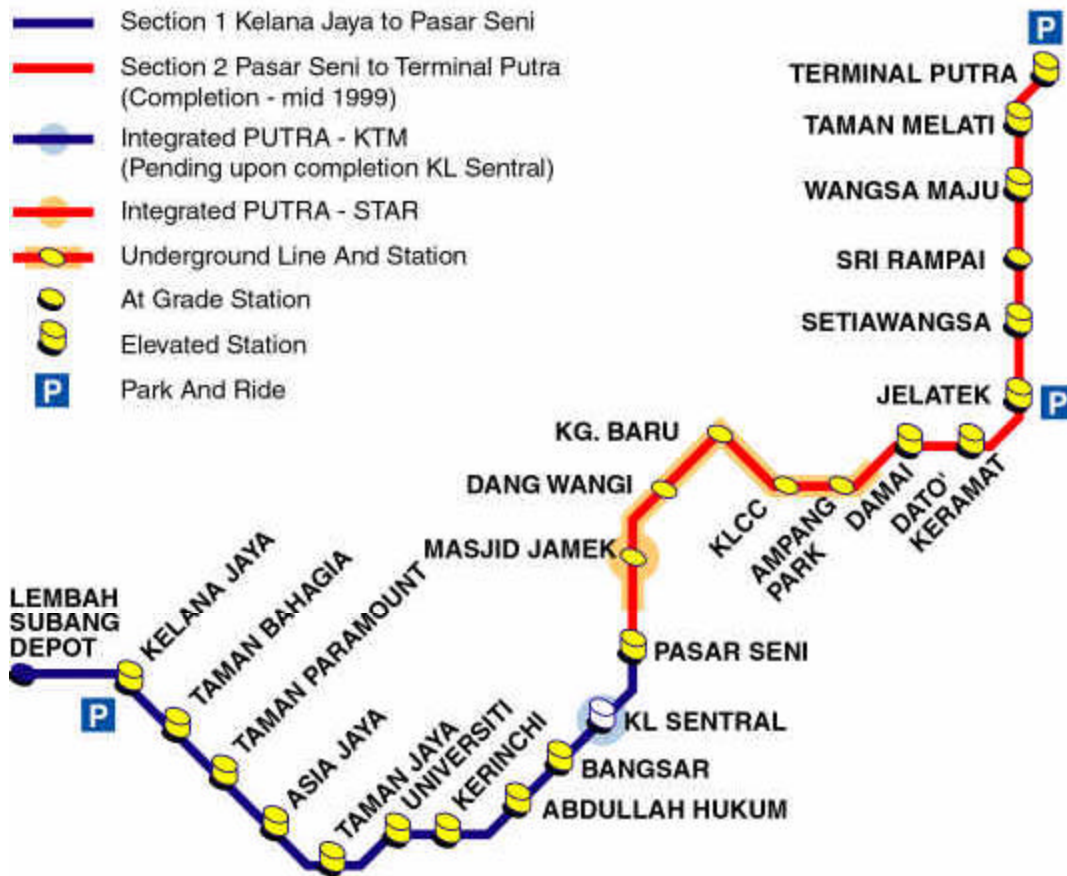 Section 1 Kelana Jaya to Pasar Seni
Section 2 Pasar Seni to Terminal Putra
(Completion - mid 1999)
Integrated PUTRA - KTM
(Pending upon completion KL Sentral)
Integrated PUTRA - STAR
Underground Line And Station
At Grade Station
Elevated Station
P
Park And Ride
P
TERMINAL PUTRA
TAMAN MELATI
WANGSA MAJU
SRI RAMPAI
SETIAWANGSA
JELATEK
P
KG. BARU
DANG WANGI
MASJID JAMEK
KLCC
AMPANG
PARK
DAMAI
DATO'
KERAMAT
LEMBAH
SUBANG
DEPOT
P
KELANA JAYA
TAMAN BAHAGIA
TAMAN PARAMOUNT
ASIA JAYA
TAMAN JAYA
UNIVERSITI
KERINCHI
PASAR SENI
KL SENTRAL
BANGSAR
ABDULLAH HUKUM